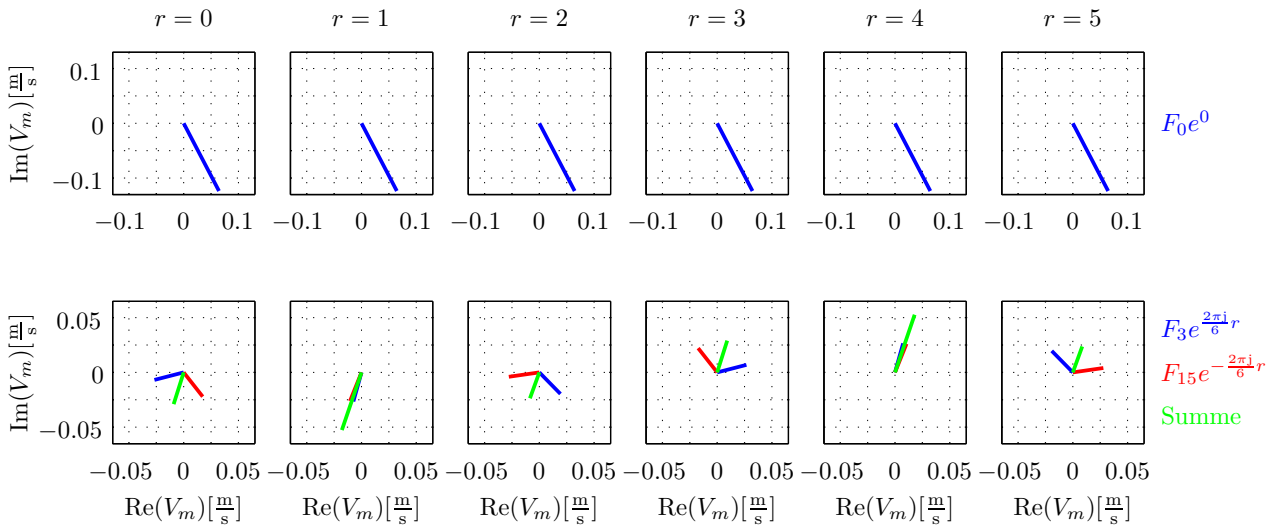 r = 0 r = 1 r = 2 r = 3 r = 4 r = 5
Im(V_m)[m/s]
0.1
0
−0.1
−0.1 0 0.1 −0.1 0 0.1 −0.1 0 0.1 −0.1 0 0.1 −0.1 0 0.1 −0.1 0 0.1
F_0e^0
Im(V_m)[m/s]
0.05
0
−0.05
−0.05 0 0.05 −0.05 0 0.05 −0.05 0 0.05 −0.05 0 0.05 −0.05 0 0.05 −0.05 0 0.05
Re(V_m)[m/s] Re(V_m)[m/s] Re(V_m)[m/s] Re(V_m)[m/s] Re(V_m)[m/s] Re(V_m)[m/s]
F_3e^{\frac{2πj}{6}r}
F_{15}e^{-\frac{2πj}{6}r}
Summe